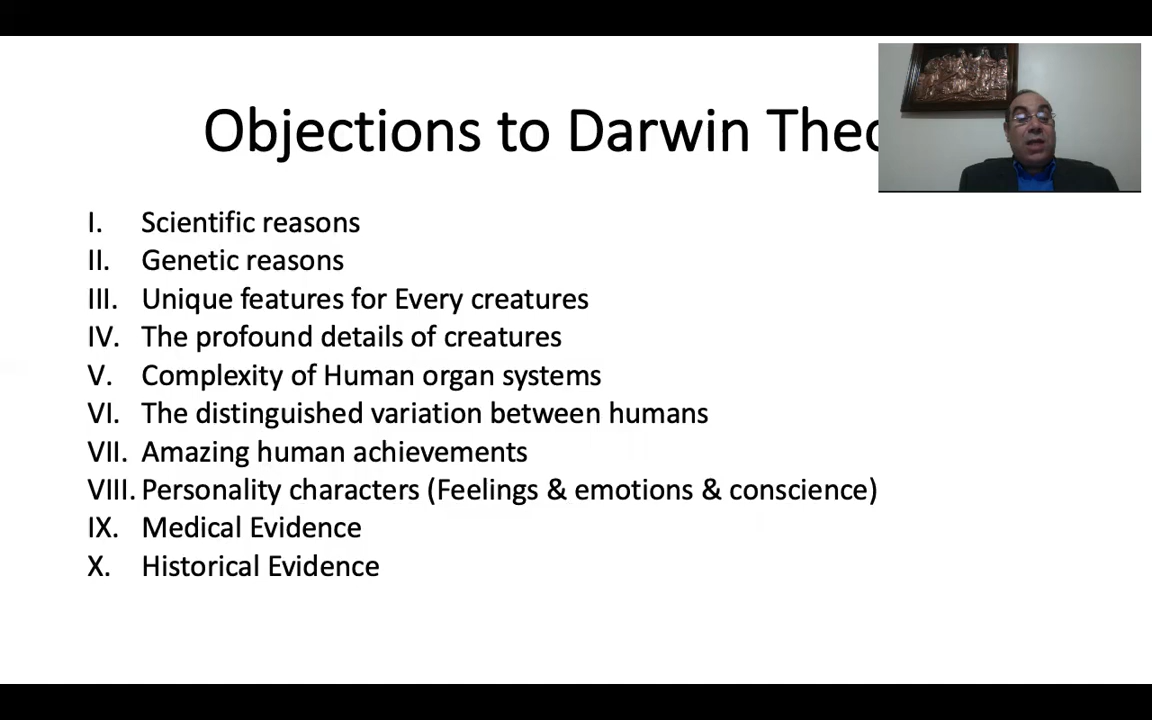 Objections to Darwin Theo
I. Scientific reasons
II. Genetic reasons
III. Unique features for Every creatures
IV. The profound details of creatures
V. Complexity of Human organ systems
VI. The distinguished variation between humans
VII. Amazing human achievements
VIII. Personality characters (Feelings & emotions & conscience)
IX. Medical Evidence
X. Historical Evidence